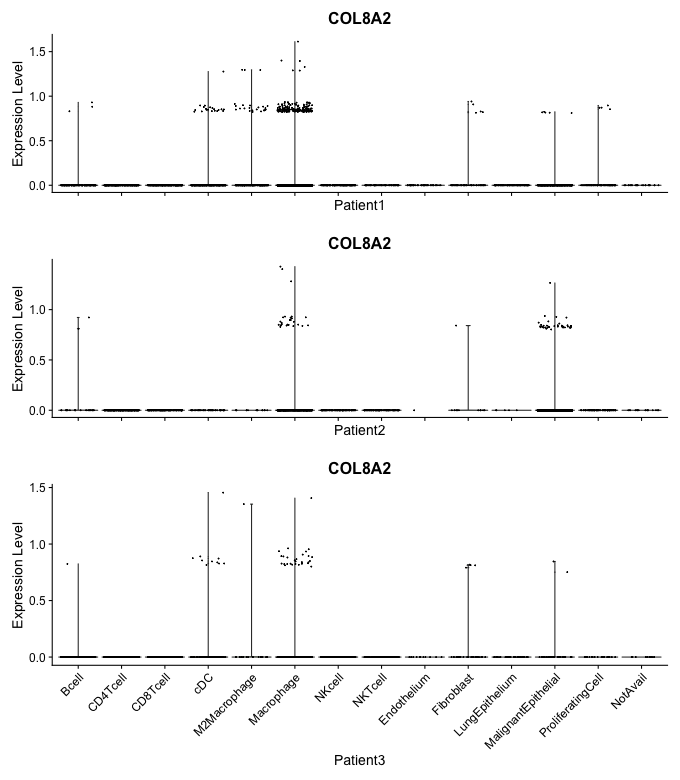 COL8A2
Expression Level
1.5
1.0
0.5
0.0
Patient1
COL8A2
Expression Level
1.0
0.5
0.0
Patient2
COL8A2
Expression Level
1.5
1.0
0.5
0.0
Bcell
CD4Tcell
CD8Tcell
cDC
M2Macrophage
Macrophage
NKcell
NKTcell
Endothelium
Fibroblast
LungEpithelium
MalignantEpithelial
ProliferatingCell
NotAvail
Patient3